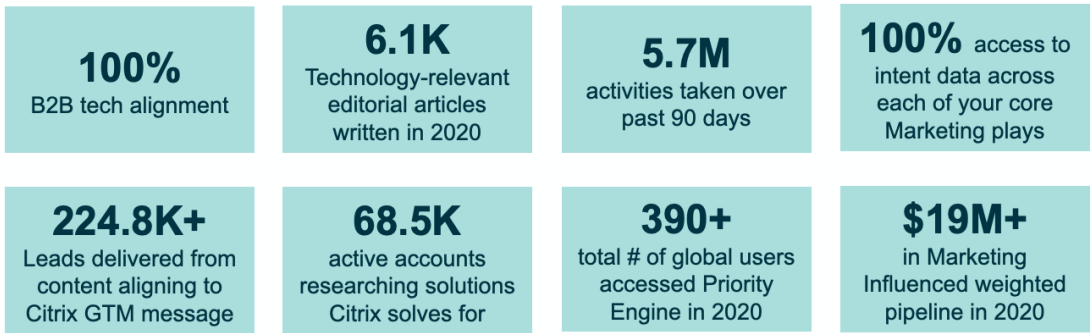 100%
B2B tech alignment
6.1K
Technology-relevant
editorial articles
written in 2020
5.7M
activities taken over
past 90 days
100% access to
intent data across
each of your core
Marketing plays
224.8K+
Leads delivered from
content aligning to
Citrix GTM message
68.5K
active accounts
researching solutions
Citrix solves for
390+
total # of global users
accessed Priority
Engine in 2020
$19M+
in Marketing
Influenced weighted
pipeline in 2020